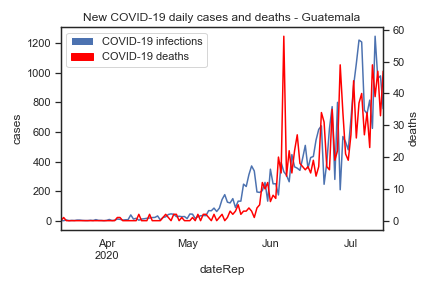 New COVID-19 daily cases and deaths - Guatemala
COVID-19 infections
COVID-19 deaths
1200
1000
800
600
400
200
0
cases
60
50
40
30
20
10
0
deaths
Apr
2020
May
Jun
Jul
dateRep